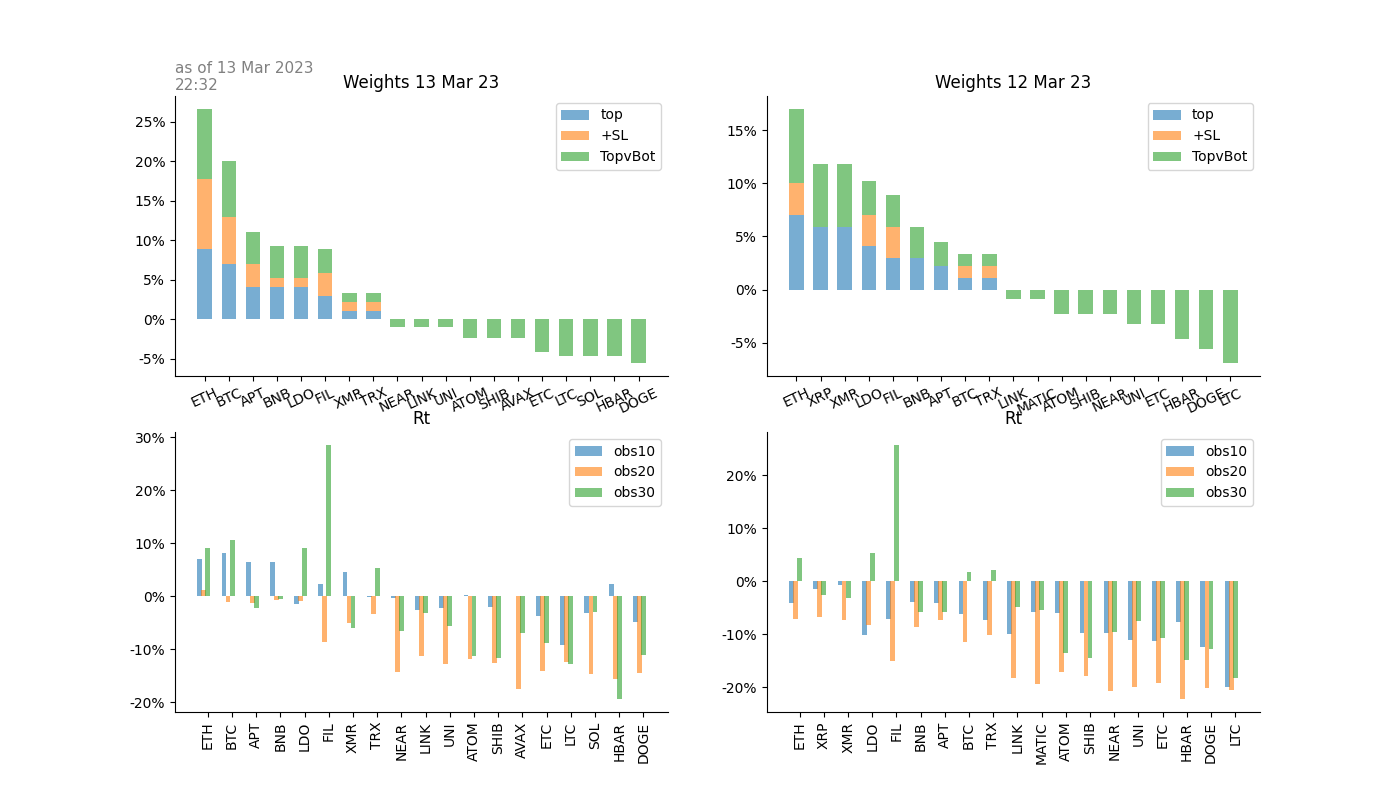 as of 13 Mar 2023
22:32
Weights 13 Mar 23
25%
20%
15%
10%
5%
0%
-5%
top
+SL
TopvBot
ETH BTC APT BNB LDO FIL XMR TRX NEAR LINK UNI ATOM SHIB AVAX ETC LTC SOL HBAR DOGE
Weights 12 Mar 23
15%
10%
5%
0%
-5%
top
+SL
TopvBot
ETH XRP XMR LDO FIL BNB APT BTC TRX LINK MATIC ATOM SHIB NEAR UNI ETC HBAR DOGE LTC
Rt
30%
20%
10%
0%
-10%
-20%
obs10
obs20
obs30
ETH BTC APT BNB LDO FIL XMR TRX NEAR LINK UNI ATOM SHIB AVAX ETC LTC SOL HBAR DOGE
Rt
20%
10%
0%
-10%
-20%
obs10
obs20
obs30
ETH XRP XMR LDO FIL BNB APT BTC TRX LINK MATIC ATOM SHIB NEAR UNI ETC HBAR DOGE LTC